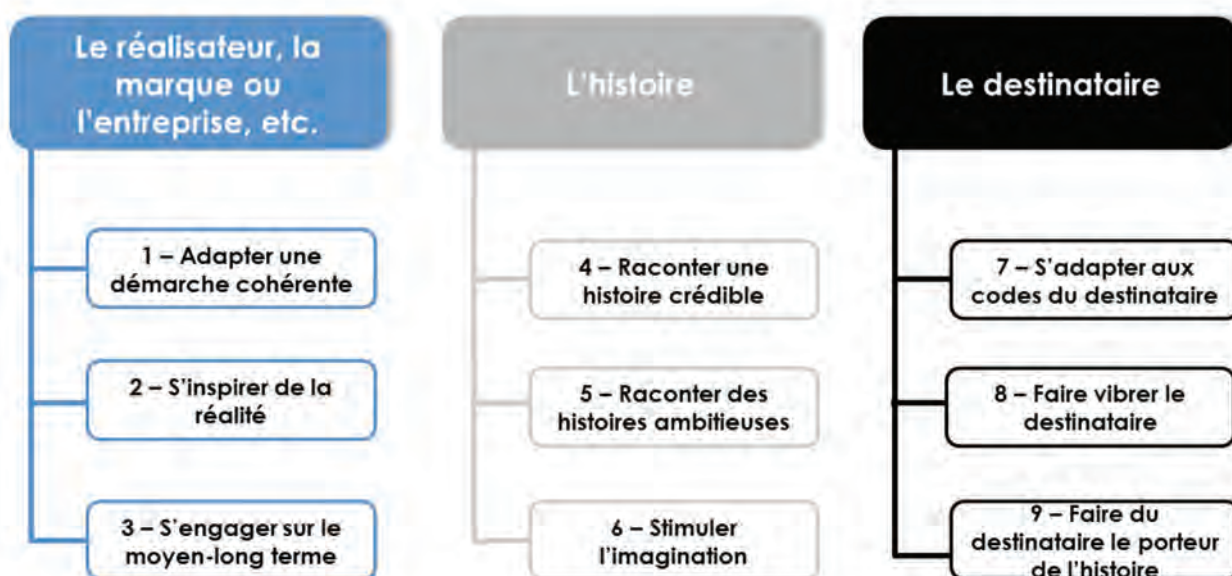 Le réalisateur, la
marque ou
l'entreprise, etc.
1 – Adapter une
démarche cohérente
2 – S'inspirer de la
réalité
3 – S'engager sur le
moyen-long terme
L'histoire
4 – Raconter une
histoire crédible
5 – Raconter des
histoires ambitieuses
6 – Stimuler
l'imagination
Le destinataire
7 – S'adapter aux
codes du destinataire
8 – Faire vibrer le
destinataire
9 – Faire du
destinataire le porteur
de l'histoire